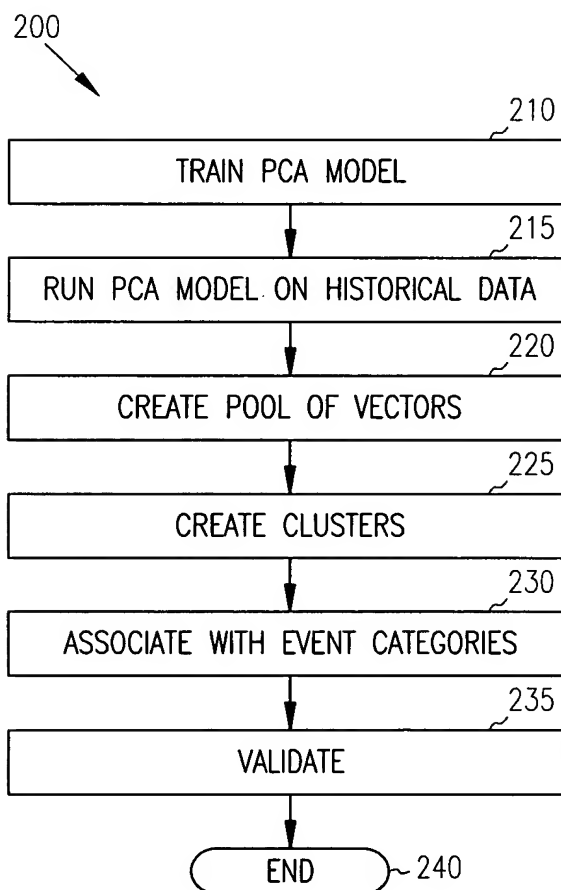 200
210
TRAIN PCA MODEL
215
RUN PCA MODEL ON HISTORICAL DATA
220
CREATE POOL OF VECTORS
225
CREATE CLUSTERS
230
ASSOCIATE WITH EVENT CATEGORIES
235
VALIDATE
END
240